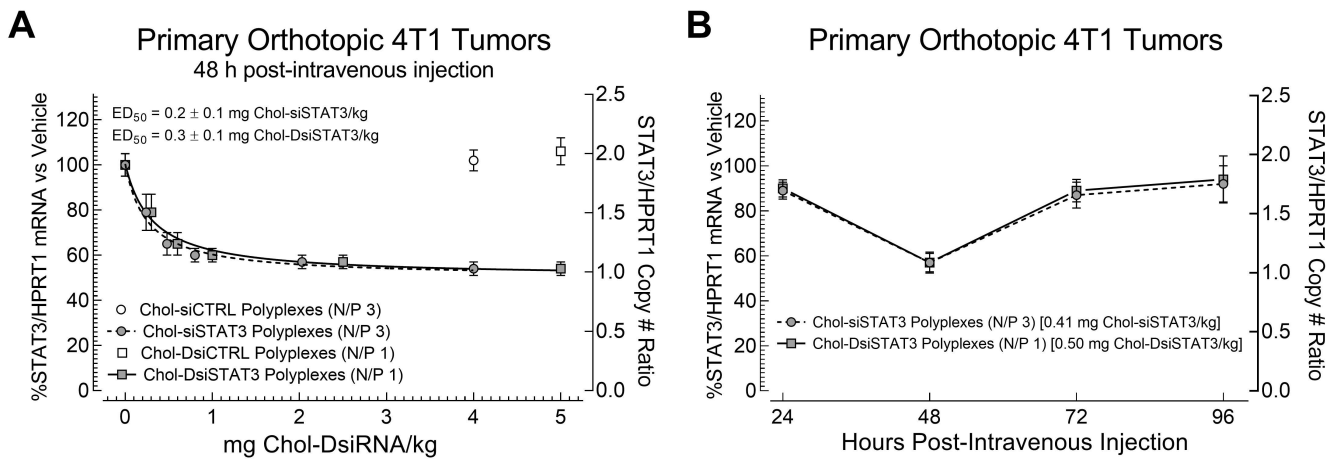 A
Primary Orthotopic 4T1 Tumors
48 h post-intravenous injection
%STAT3/HPRT1 mRNA vs Vehicle
120
100
80
60
40
20
0
ED50 = 0.2 ± 0.1 mg Chol-siSTAT3/kg
ED50 = 0.3 ± 0.1 mg Chol-DsiSTAT3/kg
Chol-siCTRL Polyplexes (N/P 3)
Chol-siSTAT3 Polyplexes (N/P 3)
Chol-DsiCTRL Polyplexes (N/P 1)
Chol-DsiSTAT3 Polyplexes (N/P 1)
2.5
2.0
1.5
1.0
0.5
0.0
STAT3/HPRT1 Copy # Ratio
0 1 2 3 4 5
mg Chol-DsiRNA/kg
B
Primary Orthotopic 4T1 Tumors
%STAT3/HPRT1 mRNA vs Vehicle
120
100
80
60
40
20
0
Chol-siSTAT3 Polyplexes (N/P 3) [0.41 mg Chol-siSTAT3/kg]
Chol-DsiSTAT3 Polyplexes (N/P 1) [0.50 mg Chol-DsiSTAT3/kg]
2.5
2.0
1.5
1.0
0.5
0.0
STAT3/HPRT1 Copy # Ratio
24 48 72 96
Hours Post-Intravenous Injection